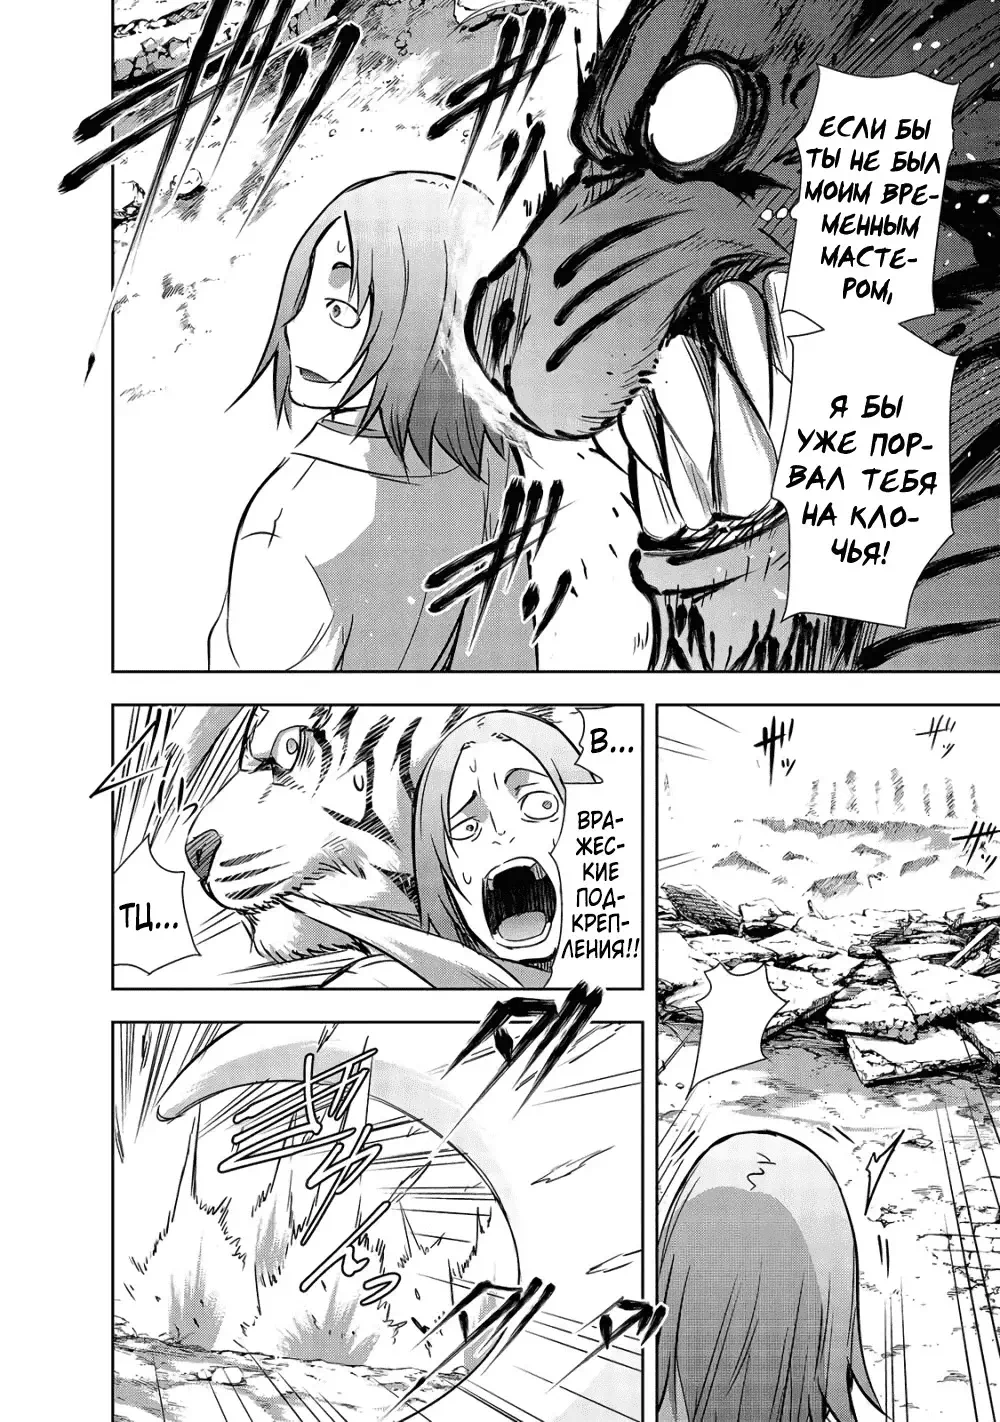 ЕСЛИ БЫ
ТЫ НЕ БЫЛ
МОИМ ВРЕ-
МЕННЫМ
МАСТЕ-
РОМ,
Я БЫ
УЖЕ ПОР-
ВАЛ ТЕБЯ
НА КЛО-
ЧЬЯ!
В...
ВРА-
ЖЕС-
КИЕ
ПОД-
КРЕП-
ЛЕНИЯ!!
ТЦ...